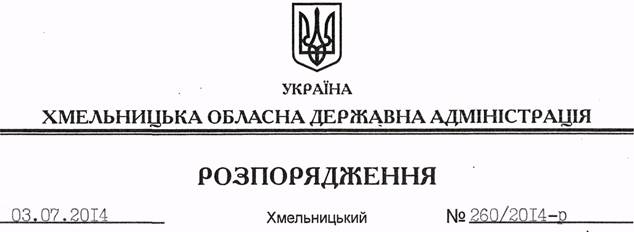 УКРАЇНА
ХМЕЛЬНИЦЬКА ОБЛАСНА ДЕРЖАВНА АДМІНІСТРАЦІЯ
РОЗПОРЯДЖЕННЯ
03.07.2014 Хмельницький № 260/2014-р